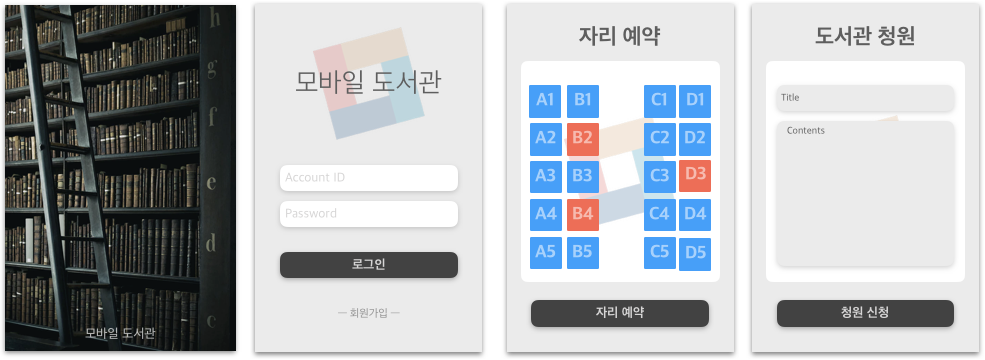 h
g
f
e
d
c
모바일 도서관
모바일 도서관
Account ID
Password
로그인
ㅡ 회원가입 ㅡ
자리 예약
A1 B1 C1 D1
A2 B2 C2 D2
A3 B3 C3 D3
A4 B4 C4 D4
A5 B5 C5 D5
자리 예약
도서관 청원
Title
Contents
청원 신청